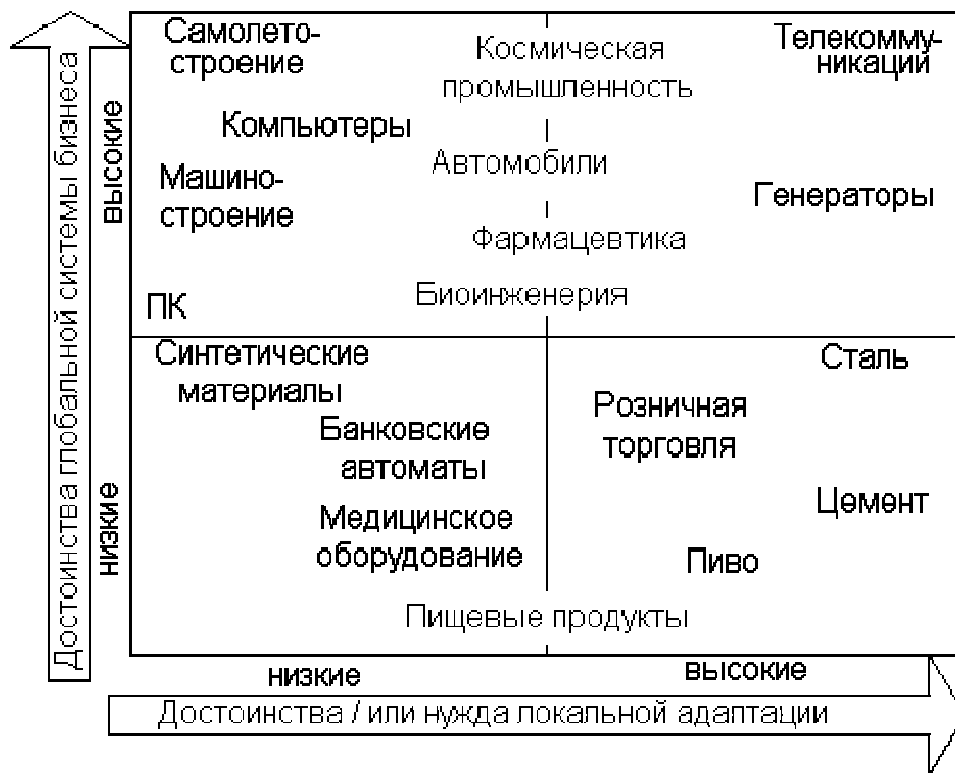 Достоинства глобальной системы бизнеса
высокие
низкие
Самолето-
строение
Космическая
промышленность
Телекомму-
никации
Компьютеры
Автомобили
Машино-
строение
Генераторы
Фармацевтика
ПК
Биоинженерия
Синтетические
материалы
Сталь
Банковские
автоматы
Розничная
торговля
Медицинское
оборудование
Цемент
Пиво
Пищевые продукты
низкие
высокие
Достоинства / или нужда локальной адаптации